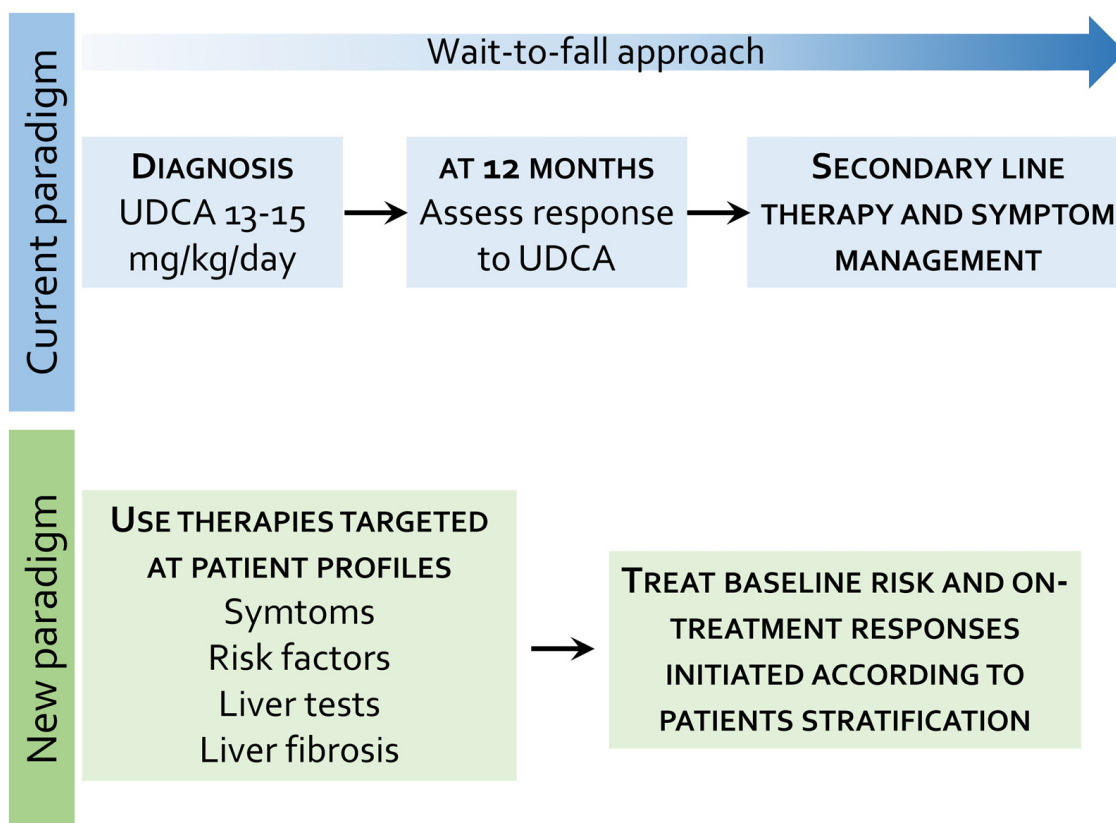 Current paradigm
Wait-to-fall approach
DIAGNOSIS
UDCA 13-15
mg/kg/day
AT 12 MONTHS
Assess response
to UDCA
SECONDARY LINE
THERAPY AND SYMPTOM
MANAGEMENT
New paradigm
USE THERAPIES TARGETED
AT PATIENT PROFILES
Symtoms
Risk factors
Liver tests
Liver fibrosis
TREAT BASELINE RISK AND ON-
TREATMENT RESPONSES
INITIATED ACCORDING TO
PATIENTS STRATIFICATION